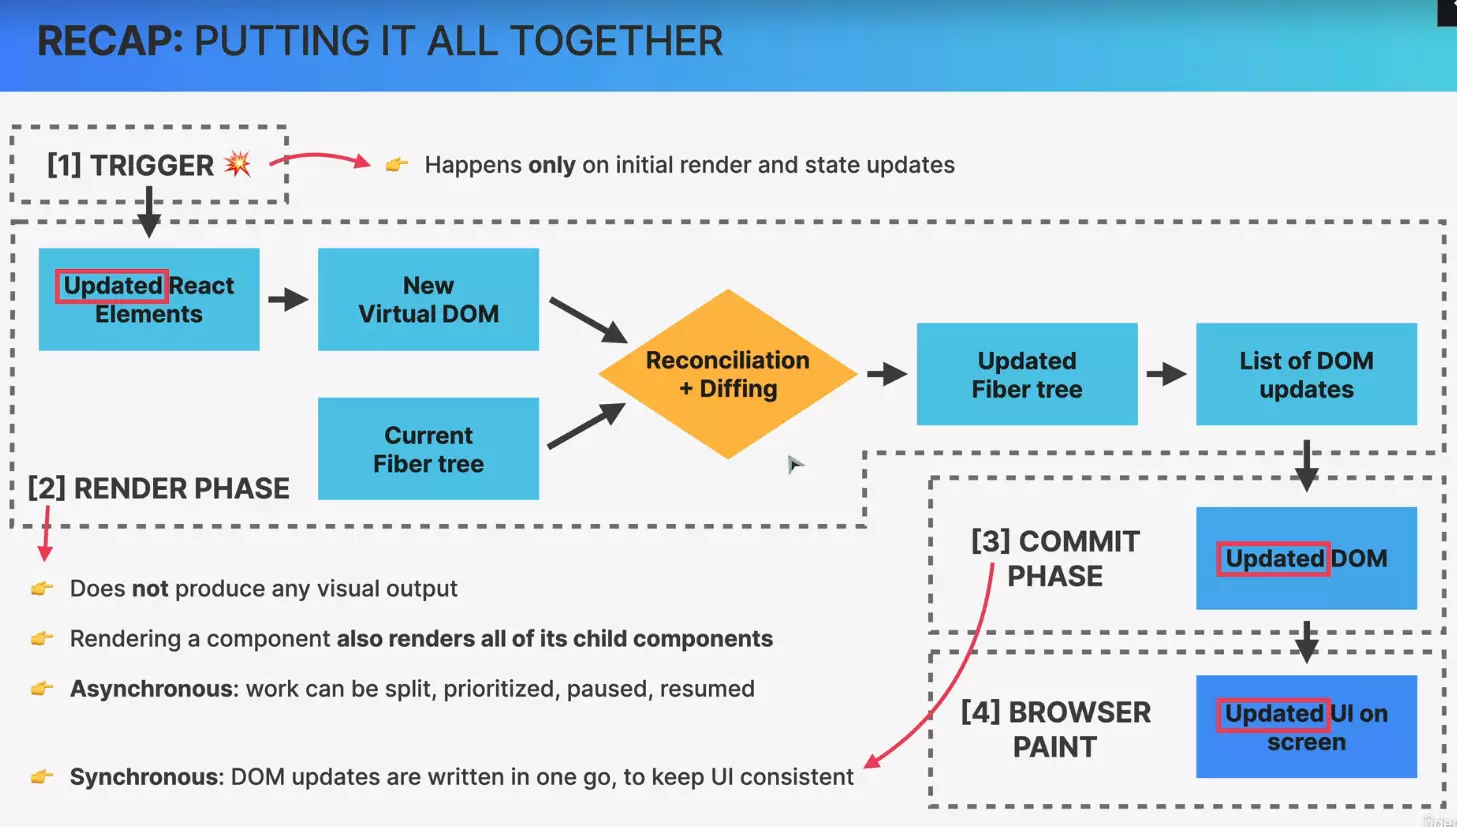 RECAP: PUTTING IT ALL TOGETHER
[1] TRIGGER 💥
👉 Happens only on initial render and state updates
Updated React
Elements
New
Virtual DOM
Current
Fiber tree
Reconciliation
+ Diffing
Updated
Fiber tree
List of DOM
updates
[2] RENDER PHASE
👉 Does not produce any visual output
👉 Rendering a component also renders all of its child components
👉 Asynchronous: work can be split, prioritized, paused, resumed
[3] COMMIT
PHASE
Updated DOM
👉 Synchronous: DOM updates are written in one go, to keep UI consistent
[4] BROWSER
PAINT
Updated UI on
screen